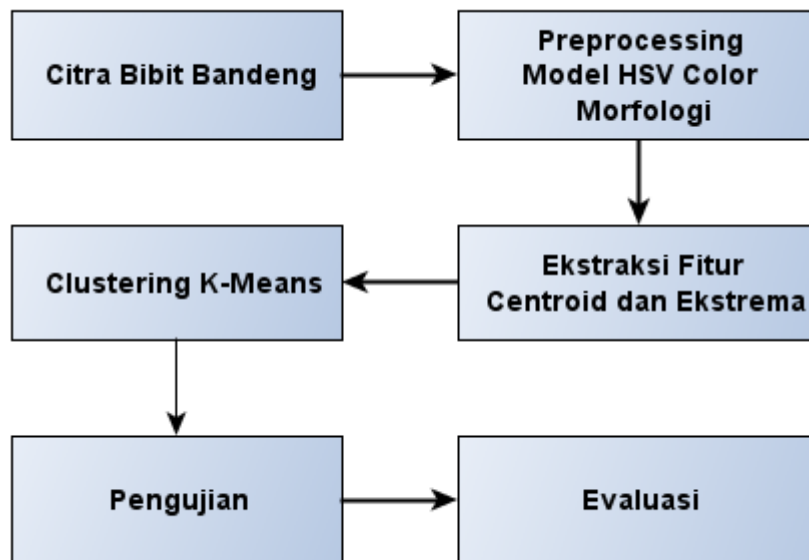 Citra Bibit Bandeng
Preprocessing
Model HSV Color
Morfologi
Ekstraksi Fitur
Centroid dan Ekstrema
Clustering K-Means
Pengujian
Evaluasi